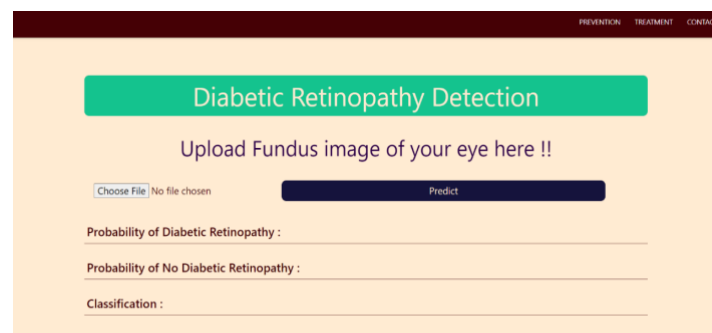 PREVENTION TREATMENT
Diabetic Retinopathy Detection
Upload Fundus image of your eye here !!
Choose File No file chosen Predict
Probability of Diabetic Retinopathy :
Probability of No Diabetic Retinopathy :
Classification :